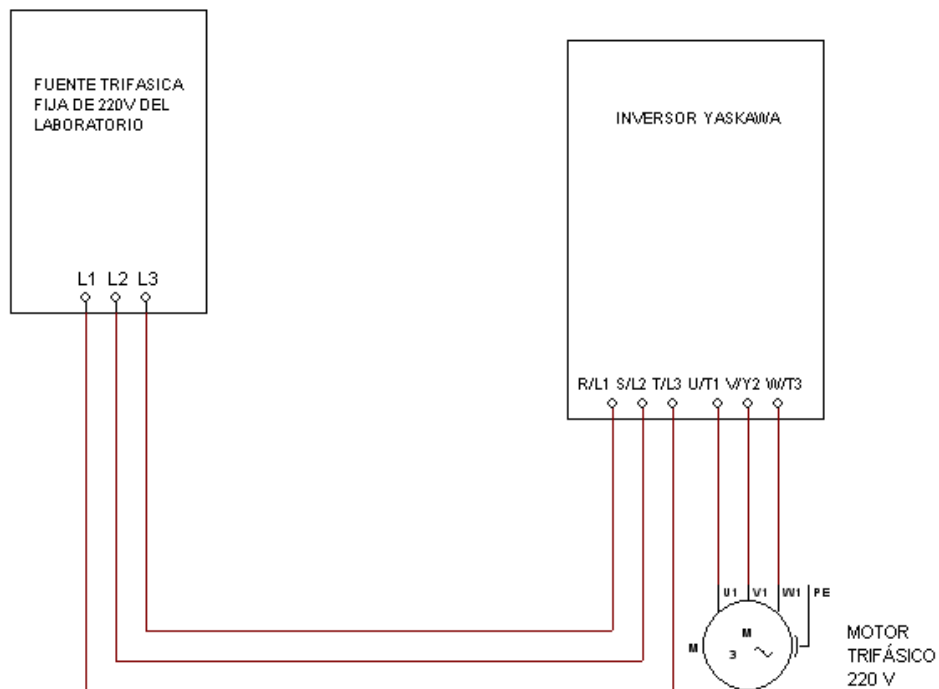 FUENTE TRIFASICA
FIJA DE 220V DEL
LABORATORIO
INVERSOR YASKAWA
L1 L2 L3
R/L1 S/L2 T/L3 U/T1 V/Y2 W/T3
U1 V1 W1 PE
M
M
3
MOTOR
TRIFÁSICO
220 V